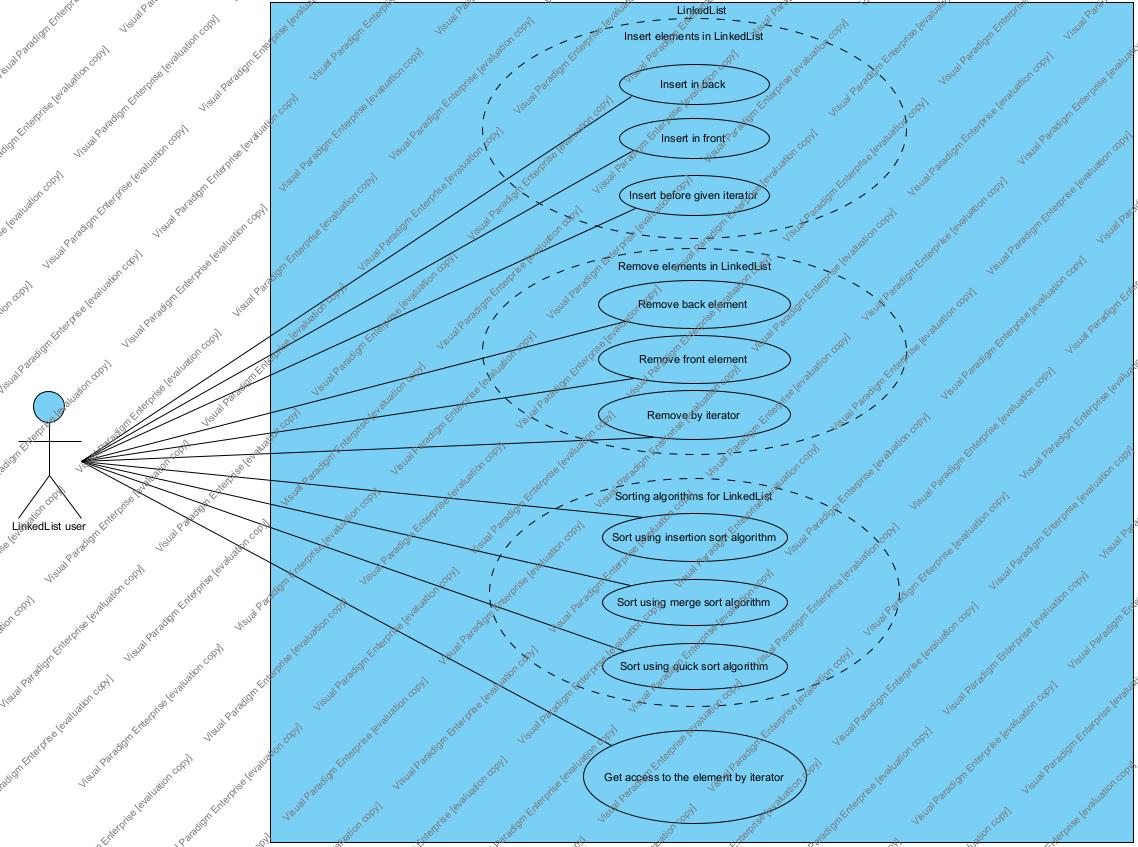 LinkedList
Insert elements in LinkedList
Insert in back
Insert in front
Insert before given iterator
Remove elements in LinkedList
Remove back element
Remove front element
Remove by iterator
LinkedList user
Sorting algorithms for LinkedList
Sort using insertion sort algorithm
Sort using merge sort algorithm
Sort using quick sort algorithm
Get access to the element by iterator
Visual Paradigm Enterprise [evaluation copy]